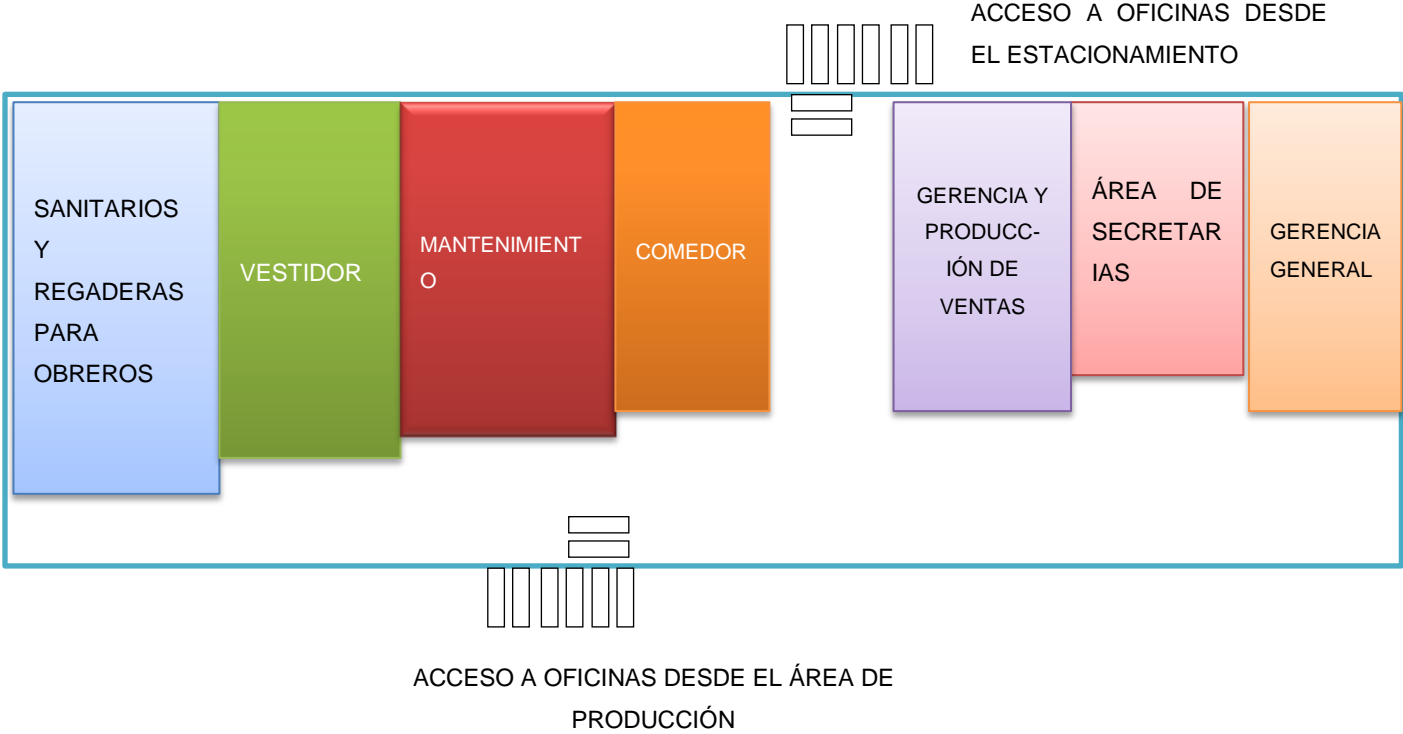 ACCESO A OFICINAS DESDE
EL ESTACIONAMIENTO
SANITARIOS
Y
REGADERAS
PARA
OBREROS
VESTIDOR
MANTENIMIENT
O
COMEDOR
GERENCIA Y
PRODUCC-
IÓN DE
VENTAS
ÁREA DE
SECRETAR
IAS
GERENCIA
GENERAL
ACCESO A OFICINAS DESDE EL ÁREA DE
PRODUCCIÓN